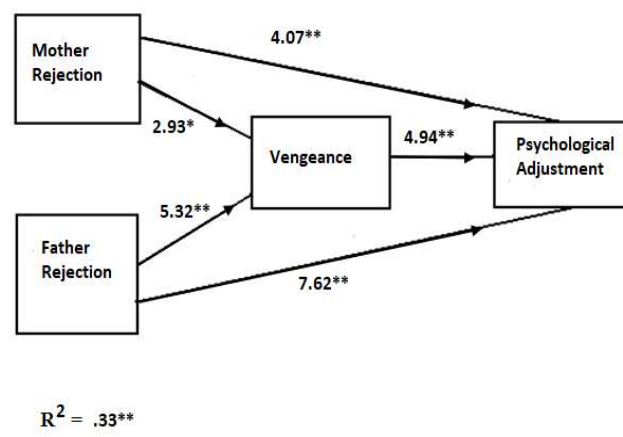 4.07**
Mother
Rejection
2.93*
Vengeance
4.94**
Psychological
Adjustment
5.32**
Father
Rejection
7.62**
R² = .33**